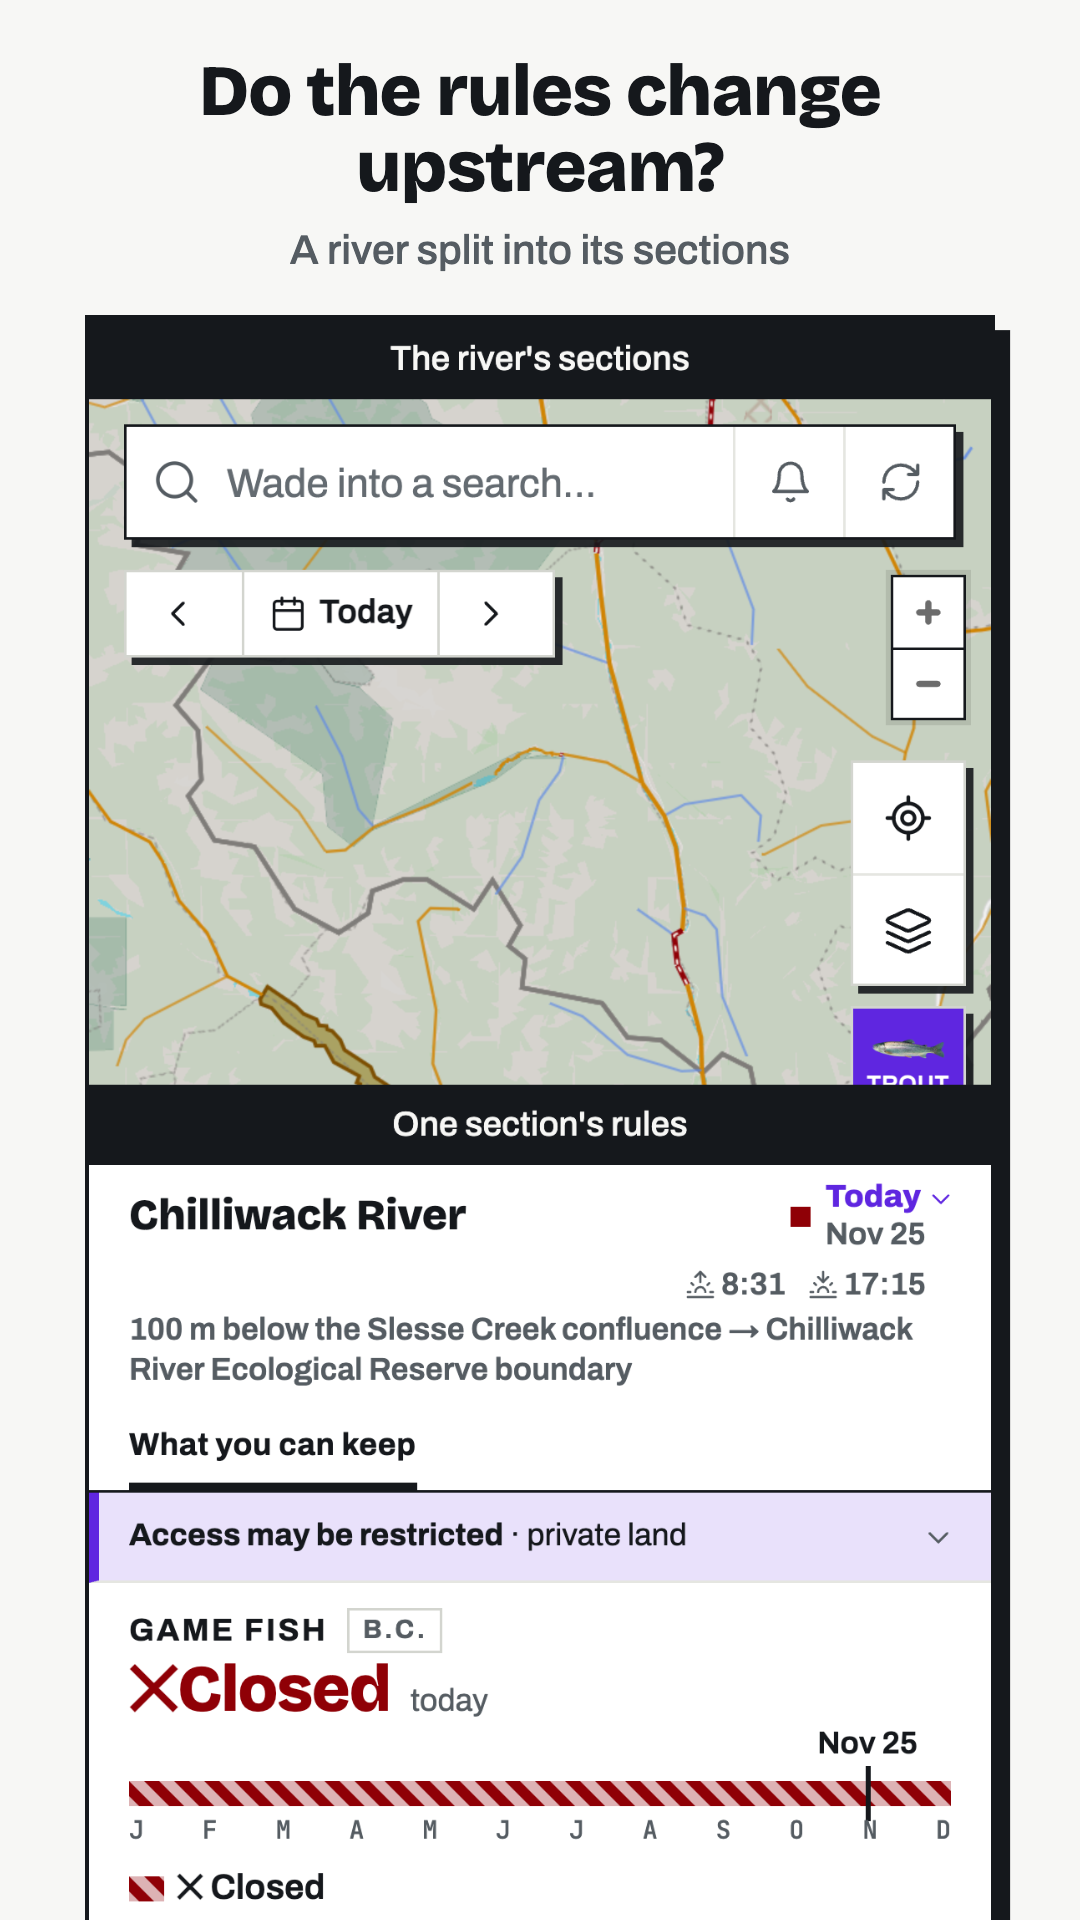 Do the rules change
upstream?
A river split into its sections
The river's sections
Wade into a search...
Today
TROUT
One section's rules
Chilliwack River
Today
Nov 25
8:31 17:15
100 m below the Slesse Creek confluence → Chilliwack
River Ecological Reserve boundary
What you can keep
Access may be restricted · private land
GAME FISH B.C.
Closed today
Nov 25
J F M A M J J A S O N D
Closed